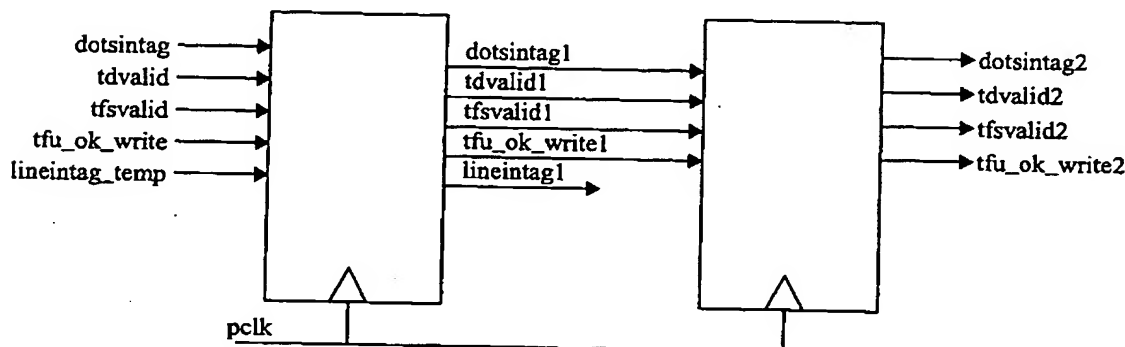 dotsintag
tdvalid
tfsvalid
tfu_ok_write
lineintag_temp
dotsintag1
tdvalid1
tfsvalid1
tfu_ok_write1
lineintag1
dotsintag2
tdvalid2
tfsvalid2
tfu_ok_write2
pclk